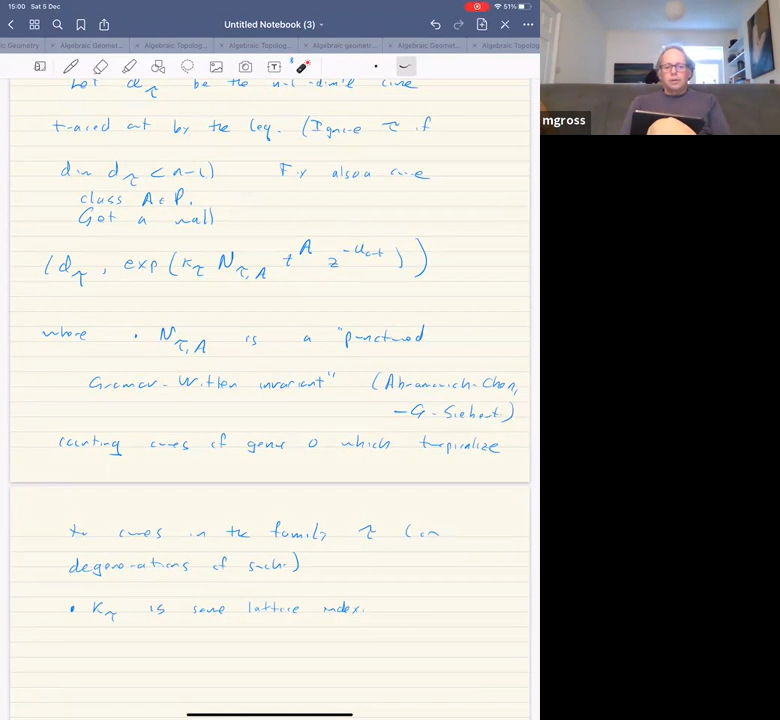 15:00 Sat 5 Dec
51%
Untitled Notebook (3)
c Geometry
Algebraic Geomet...
Algebraic Topolog...
Algebraic Topolog...
Algebraic geometr...
Algebraic Geomet...
Algebraic Topolog
mgross
Let d_τ be the n-1-dim'l cone
traced out by the leg. (Ignore τ if
dim d_τ < n-1) Fix also a curve
class A ∈ P.
Get a wall
(d_τ, exp(k_τ N_τ,A t^A z^-u_out))
where • N_τ,A is a "punctured
Gromov-Witten invariant" (Abramovich-Chen,
-G-Siebert)
counting curves of genus 0 which tropicalize
to curves in the family τ (or
degenerations of such.)
• k_τ is some lattice index.